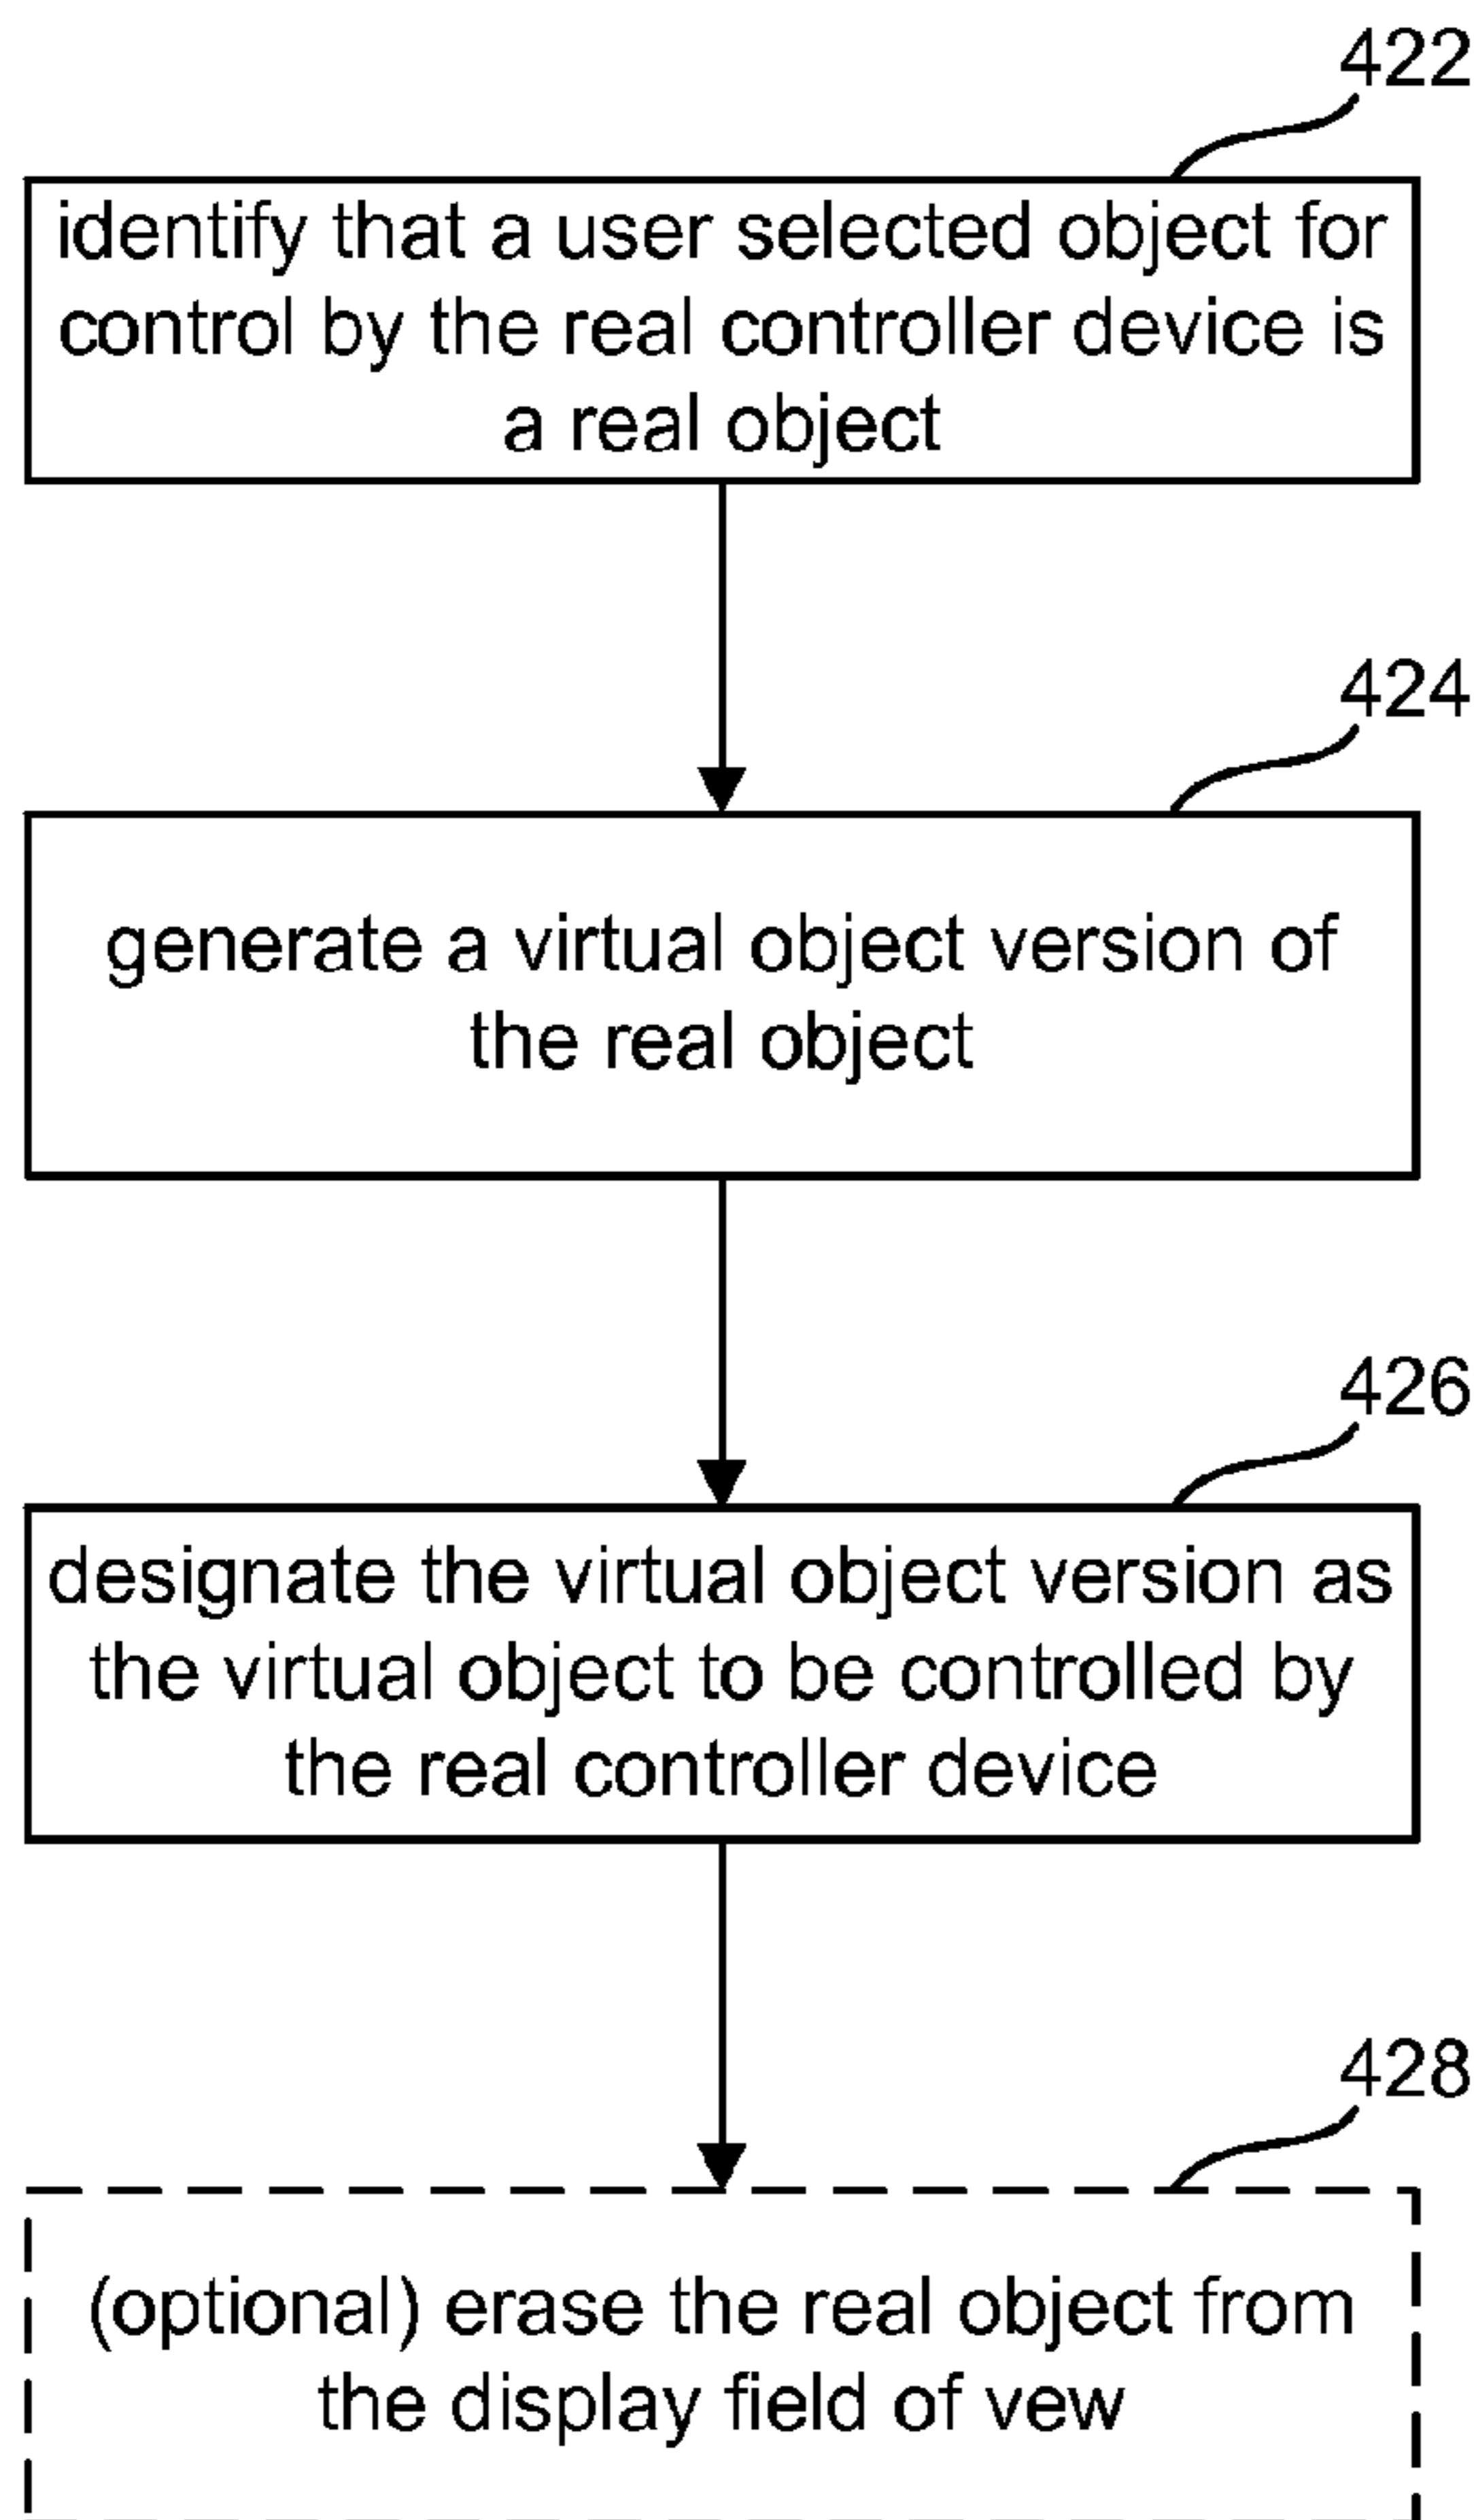 422
identify that a user selected object for
control by the real controller device is
a real object
424
generate a virtual object version of
the real object
426
designate the virtual object version as
the virtual object to be controlled by
the real controller device
428
(optional) erase the real object from
the display field of vew